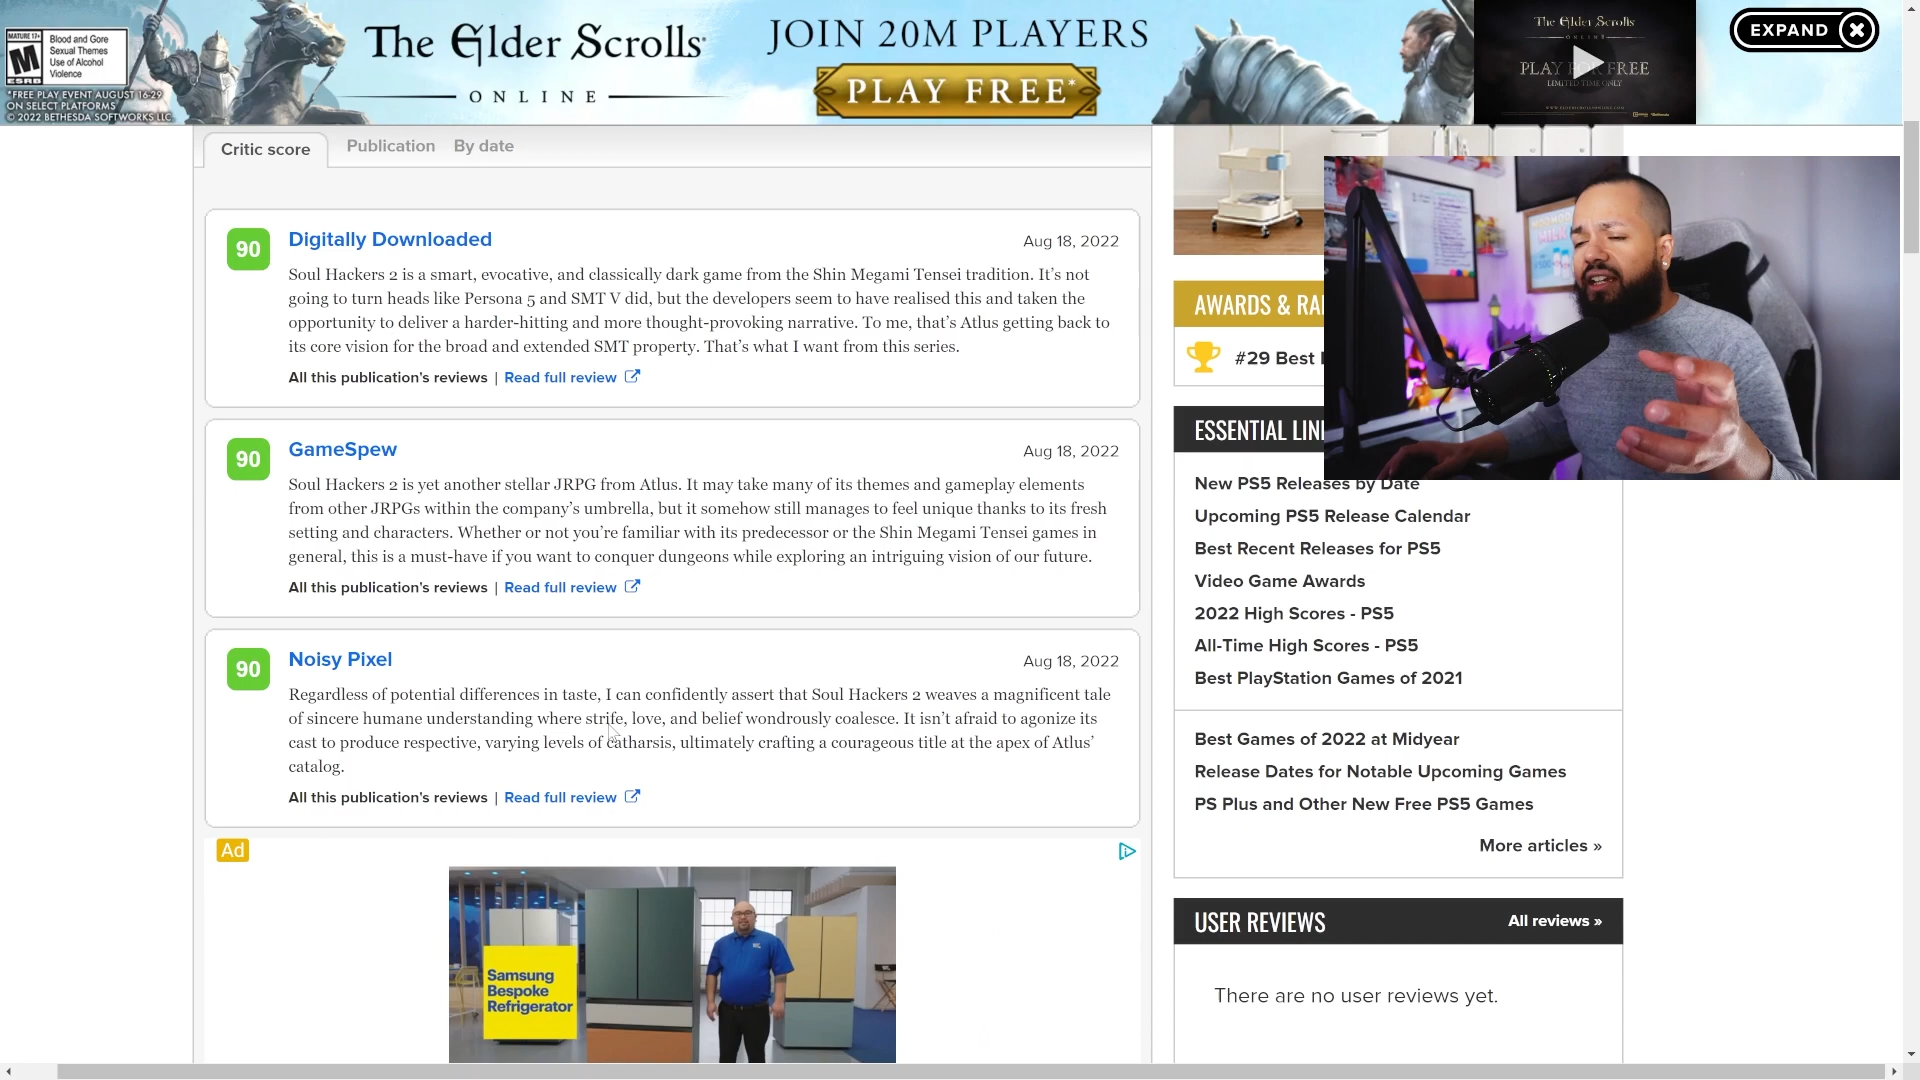 MATURE 17+
M
ESRB
Blood and Gore
Sexual Themes
Use of Alcohol
Violence
*FREE PLAY EVENT AUGUST 16-29
ON SELECT PLATFORMS
© 2022 BETHESDA SOFTWORKS LLC
The Elder Scrolls
ONLINE
JOIN 20M PLAYERS
PLAY FREE*
The Elder Scrolls
ONLINE
PLAY FOR FREE
LIMITED TIME ONLY
EXPAND
Critic score
Publication
By date
90
Digitally Downloaded
Aug 18, 2022
Soul Hackers 2 is a smart, evocative, and classically dark game from the Shin Megami Tensei tradition. It's not
going to turn heads like Persona 5 and SMT V did, but the developers seem to have realised this and taken the
opportunity to deliver a harder-hitting and more thought-provoking narrative. To me, that's Atlus getting back to
its core vision for the broad and extended SMT property. That's what I want from this series.
All this publication's reviews | Read full review
90
GameSpew
Aug 18, 2022
Soul Hackers 2 is yet another stellar JRPG from Atlus. It may take many of its themes and gameplay elements
from other JRPGs within the company's umbrella, but it somehow still manages to feel unique thanks to its fresh
setting and characters. Whether or not you're familiar with its predecessor or the Shin Megami Tensei games in
general, this is a must-have if you want to conquer dungeons while exploring an intriguing vision of our future.
All this publication's reviews | Read full review
90
Noisy Pixel
Aug 18, 2022
Regardless of potential differences in taste, I can confidently assert that Soul Hackers 2 weaves a magnificent tale
of sincere humane understanding where strife, love, and belief wondrously coalesce. It isn't afraid to agonize its
cast to produce respective, varying levels of catharsis, ultimately crafting a courageous title at the apex of Atlus'
catalog.
All this publication's reviews | Read full review
Ad
Samsung
Bespoke
Refrigerator
AWARDS & RA
#29 Best
ESSENTIAL LIN
New PS5 Releases by Date
Upcoming PS5 Release Calendar
Best Recent Releases for PS5
Video Game Awards
2022 High Scores - PS5
All-Time High Scores - PS5
Best PlayStation Games of 2021
Best Games of 2022 at Midyear
Release Dates for Notable Upcoming Games
PS Plus and Other New Free PS5 Games
More articles »
USER REVIEWS
All reviews »
There are no user reviews yet.